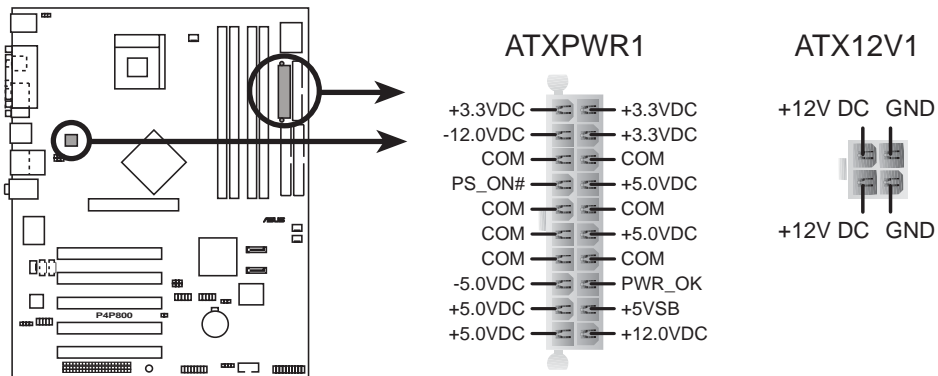 ATXPWR1
ATX12V1
+3.3VDC +3.3VDC
-12.0VDC +3.3VDC
COM COM
PS_ON# +5.0VDC
COM COM
COM +5.0VDC
COM COM
-5.0VDC PWR_OK
+5.0VDC +5VSB
+5.0VDC +12.0VDC
+12V DC GND
+12V DC GND
/ISUS
P4P800